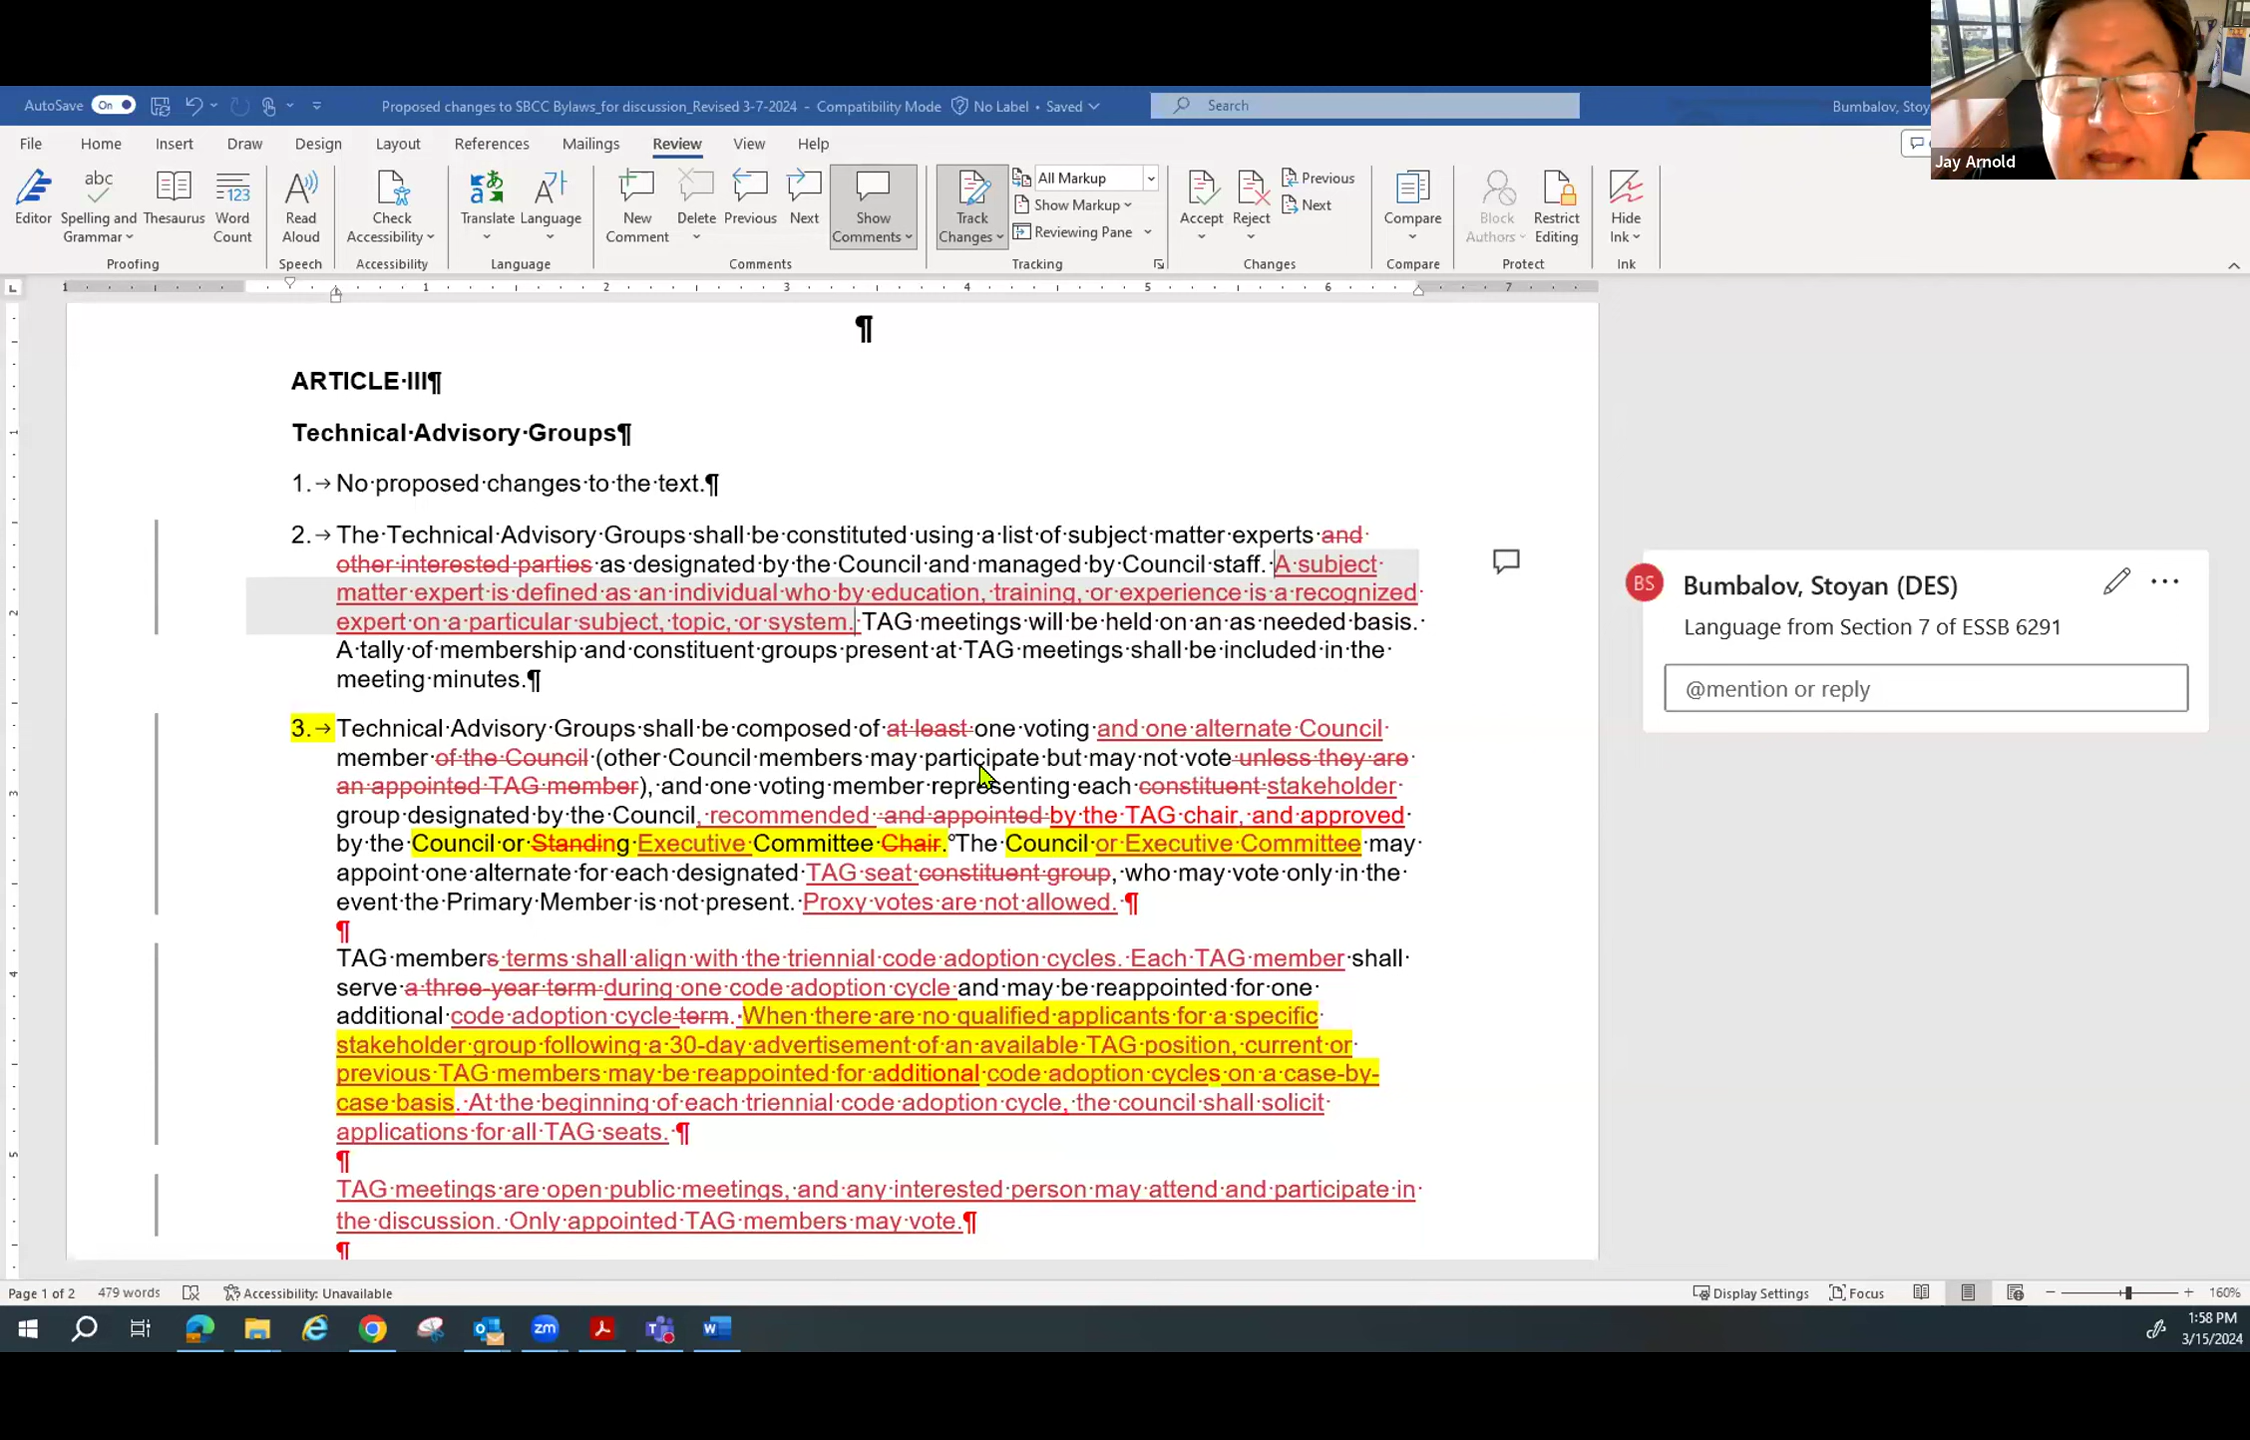 AutoSave On Proposed changes to SBCC Bylaws_for discussion_Revised 3-7-2024 - Compatibility Mode No Label • Saved Search Bumbalov, Stoy
Jay Arnold
File Home Insert Draw Design Layout References Mailings Review View Help
Editor
Spelling and Grammar
Thesaurus
Word Count
Read Aloud
Check Accessibility
Translate
Language
New Comment
Delete
Previous
Next
Show Comments
Track Changes
All Markup
Show Markup
Reviewing Pane
Accept
Reject
Previous
Next
Compare
Block Authors
Restrict Editing
Hide Ink
Proofing Speech Accessibility Language Comments Tracking Changes Compare Protect Ink
1 1 2 3 4 5 6 7
¶
ARTICLE·III¶
Technical·Advisory·Groups¶
1.→No·proposed·changes·to·the·text.¶
2.→The·Technical·Advisory·Groups·shall·be·constituted·using·a·list·of·subject·matter·experts·and·
other·interested·parties·as·designated·by·the·Council·and·managed·by·Council·staff.·A·subject·
matter·expert·is·defined·as·an·individual·who·by·education,·training,·or·experience·is·a·recognized·
expert·on·a·particular·subject,·topic,·or·system.·TAG·meetings·will·be·held·on·an·as·needed·basis.·
A·tally·of·membership·and·constituent·groups·present·at·TAG·meetings·shall·be·included·in·the·
meeting·minutes.¶
3.→Technical·Advisory·Groups·shall·be·composed·of·at·least·one·voting·and·one·alternate·Council·
member·of·the·Council·(other·Council·members·may·participate·but·may·not·vote·unless·they·are·
an·appointed·TAG·member),·and·one·voting·member·representing·each·constituent·stakeholder·
group·designated·by·the·Council,·recommended··and·appointed·by·the·TAG·chair,·and·approved·
by·the·Council·or·Standing·Executive·Committee·Chair.°The·Council·or·Executive·Committee·may·
appoint·one·alternate·for·each·designated·TAG·seat·constituent·group,·who·may·vote·only·in·the·
event·the·Primary·Member·is·not·present.··Proxy·votes·are·not·allowed.·¶
¶
TAG·members·terms·shall·align·with·the·triennial·code·adoption·cycles.·Each·TAG·member·shall·
serve·a·three-year·term·during·one·code·adoption·cycle·and·may·be·reappointed·for·one·
additional·code·adoption·cycle·term.·When·there·are·no·qualified·applicants·for·a·specific·
stakeholder·group·following·a·30-day·advertisement·of·an·available·TAG·position,·current·or·
previous·TAG·members·may·be·reappointed·for·additional·code·adoption·cycles·on·a·case-by-
case·basis.·At·the·beginning·of·each·triennial·code·adoption·cycle,·the·council·shall·solicit·
applications·for·all·TAG·seats.·¶
¶
TAG·meetings·are·open·public·meetings,·and·any·interested·person·may·attend·and·participate·in·
the·discussion.·Only·appointed·TAG·members·may·vote.¶
¶
BS Bumbalov, Stoyan (DES)
Language from Section 7 of ESSB 6291
@mention or reply
Page 1 of 2 479 words Accessibility: Unavailable Display Settings Focus 160%
1:58 PM
3/15/2024